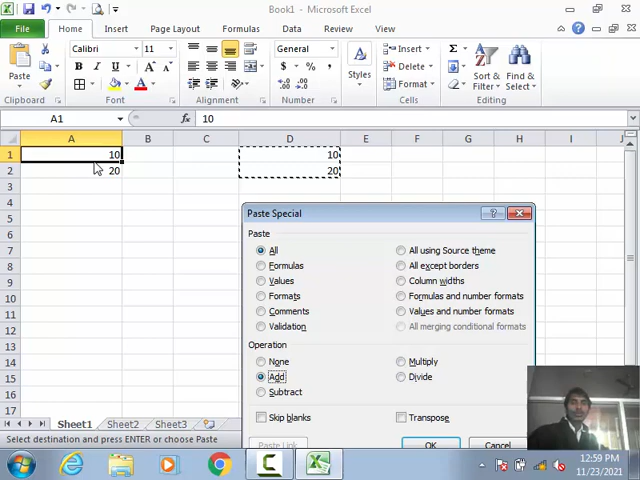 Book1 - Microsoft Excel
File Home Insert Page Layout Formulas Data Review View
Paste
Calibri 11
General
Styles
Insert
Delete
Format
Sort & Filter
Find & Select
Clipboard Font Alignment Number Cells Editing
A1 fx 10
A B C D E F G H I J
1 10 10
2 20 20
3
4
5
6
7
8
9
10
11
12
13
14
15
16
17
Paste Special
Paste
All All using Source theme
Formulas All except borders
Values Column widths
Formats Formulas and number formats
Comments Values and number formats
Validation All merging conditional formats
Operation
None Multiply
Add Divide
Subtract
Skip blanks Transpose
Paste Link OK Cancel
Sheet1 Sheet2 Sheet3
Select destination and press ENTER or choose Paste
12:59 PM
11/23/2021